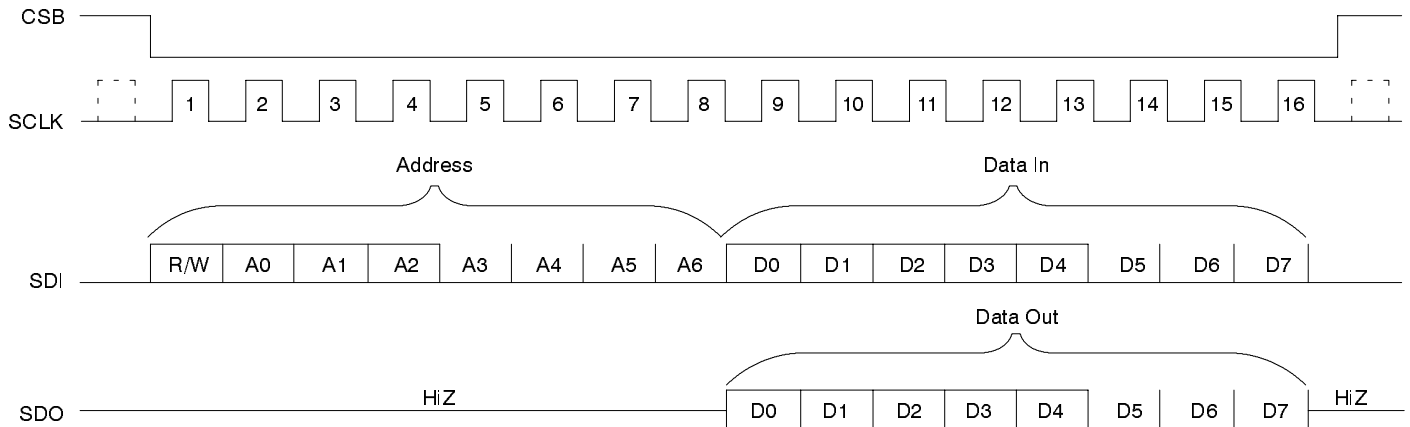 CSB
SCLK 1 2 3 4 5 6 7 8 9 10 11 12 13 14 15 16
Address Data In
SDI R/W A0 A1 A2 A3 A4 A5 A6 D0 D1 D2 D3 D4 D5 D6 D7
Data Out
SDO HiZ D0 D1 D2 D3 D4 D5 D6 D7 HiZ